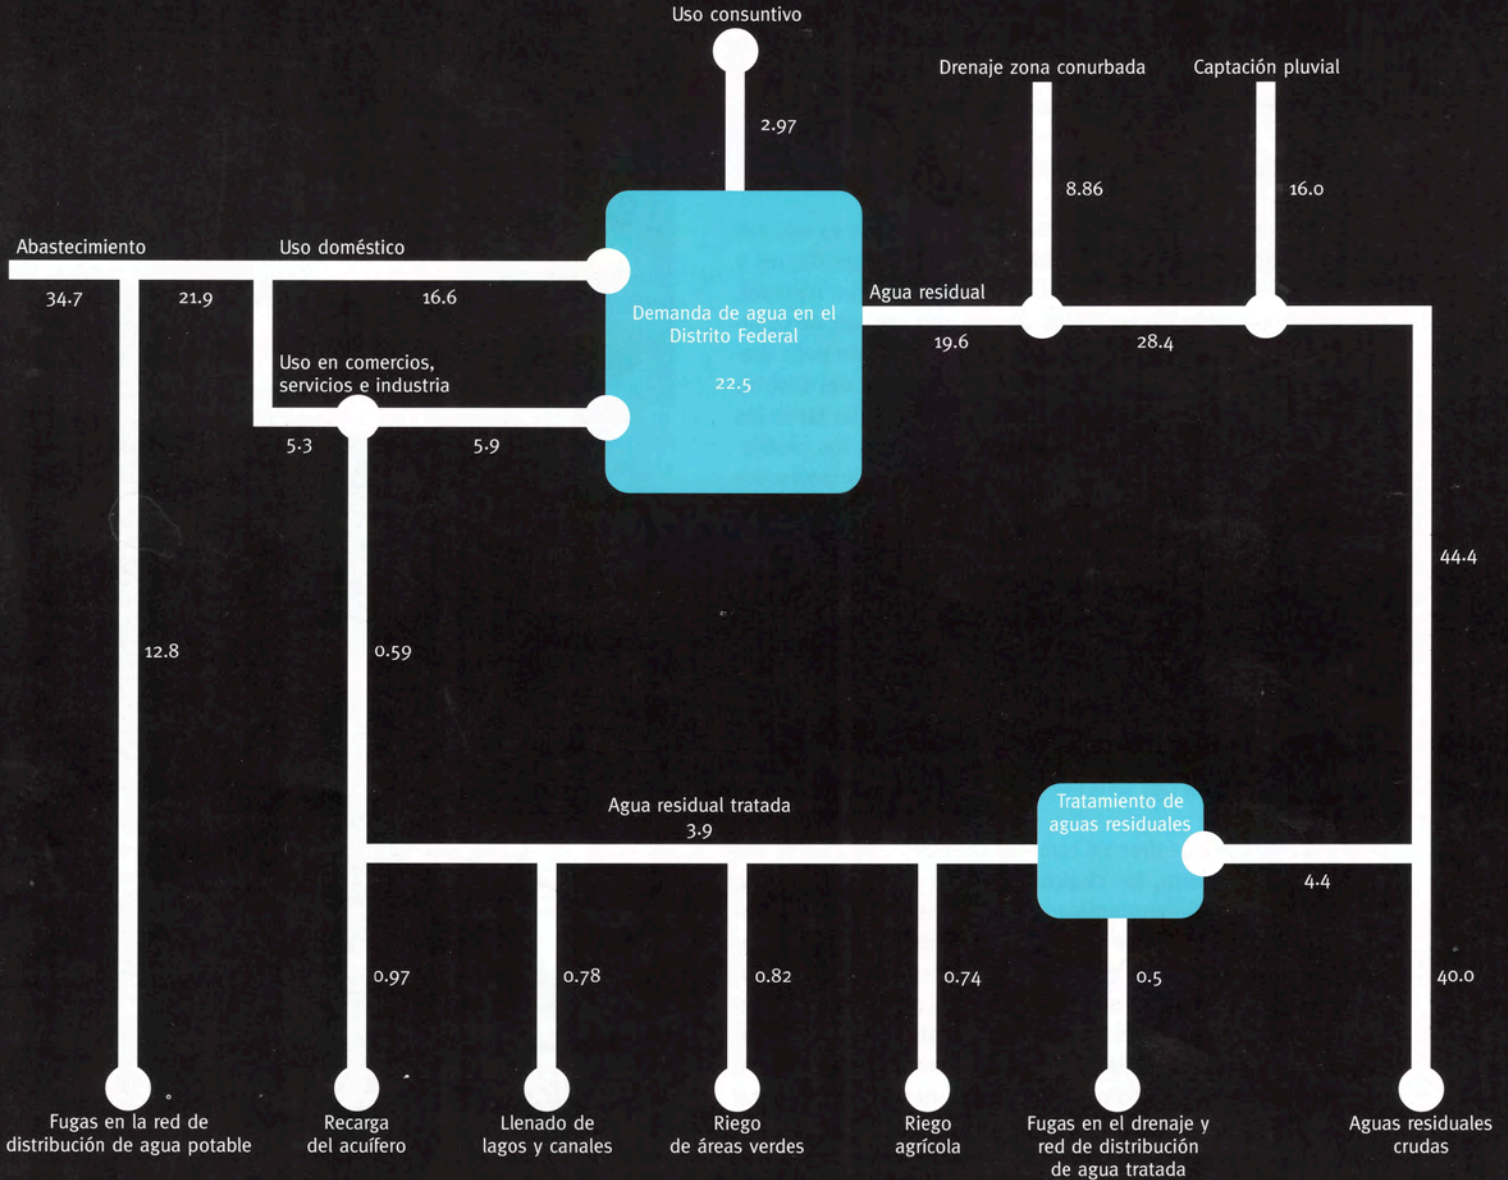 Uso consuntivo
2.97
Drenaje zona conurbada
8.86
Captación pluvial
16.0
Abastecimiento
34.7
21.9
Uso doméstico
16.6
Uso en comercios,
servicios e industria
5.3
5.9
Demanda de agua en el
Distrito Federal
22.5
Agua residual
19.6
28.4
44.4
12.8
0.59
Agua residual tratada
3.9
Tratamiento de
aguas residuales
4.4
0.97
0.78
0.82
0.74
0.5
40.0
Fugas en la red de
distribución de agua potable
Recarga
del acuífero
Llenado de
lagos y canales
Riego
de áreas verdes
Riego
agrícola
Fugas en el drenaje y
red de distribución
de agua tratada
Aguas residuales
crudas